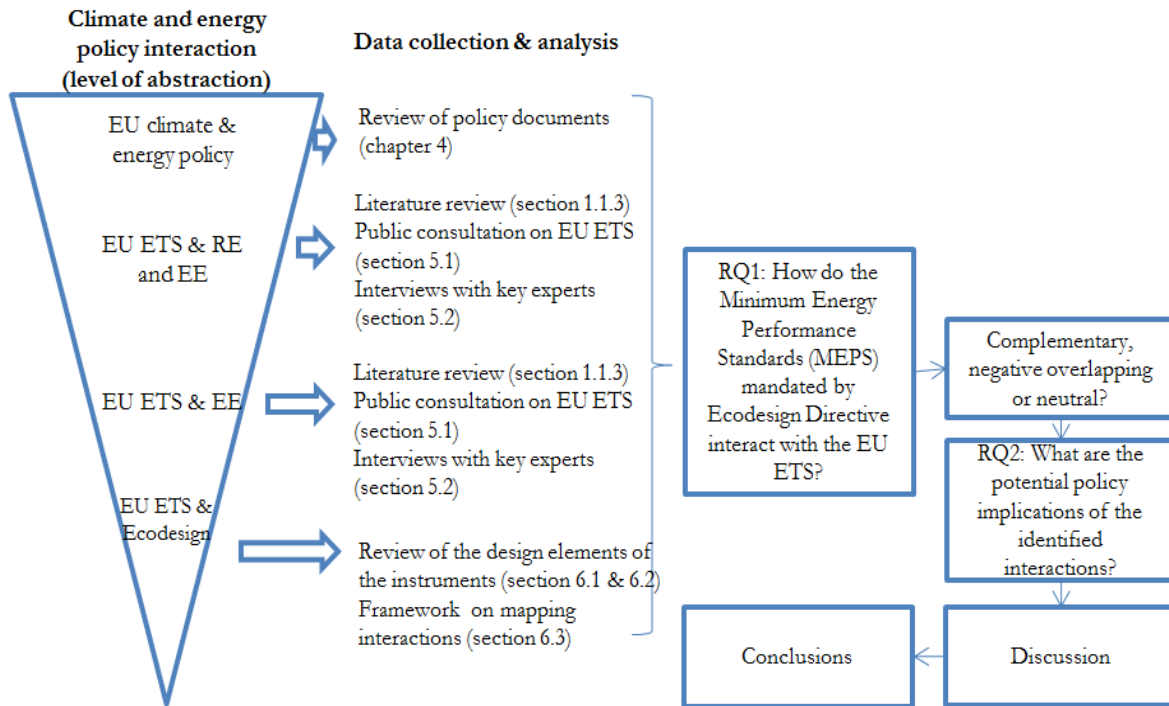 Climate and energy
policy interaction
(level of abstraction)
Data collection & analysis
EU climate &
energy policy
Review of policy documents
(chapter 4)
EU ETS & RE
and EE
Literature review (section 1.1.3)
Public consultation on EU ETS
(section 5.1)
Interviews with key experts
(section 5.2)
EU ETS & EE
Literature review (section 1.1.3)
Public consultation on EU ETS
(section 5.1)
Interviews with key experts
(section 5.2)
EU ETS &
Ecodesign
Review of the design elements of
the instruments (section 6.1 & 6.2)
Framework on mapping
interactions (section 6.3)
RQ1: How do the
Minimum Energy
Performance
Standards (MEPS)
mandated by
Ecodesign Directive
interact with the EU
ETS?
Complementary,
negative overlapping
or neutral?
RQ2: What are the
potential policy
implications of the
identified
interactions?
Discussion
Conclusions